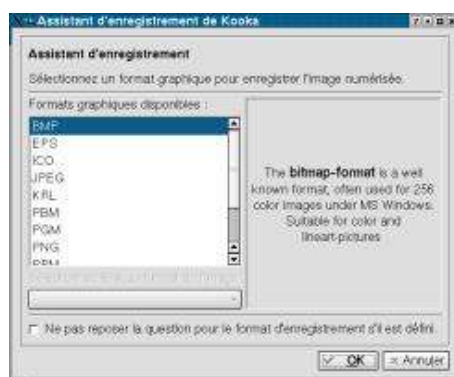 Assistant d'enregistrement de Kooka
Assistant d'enregistrement
Sélectionnez un format graphique pour enregistrer l'image numérisée.
Formats graphiques disponibles :
BMP
EPS
ICO
JPEG
KRL
PBM
PGM
PNG
PPM
The bitmap-format is a well
known format, often used for 256
color images under MS Windows.
Suitable for color and
lineart-pictures
Ne pas reposer la question pour le format d'enregistrement s'il est défini.
OK
Annuler